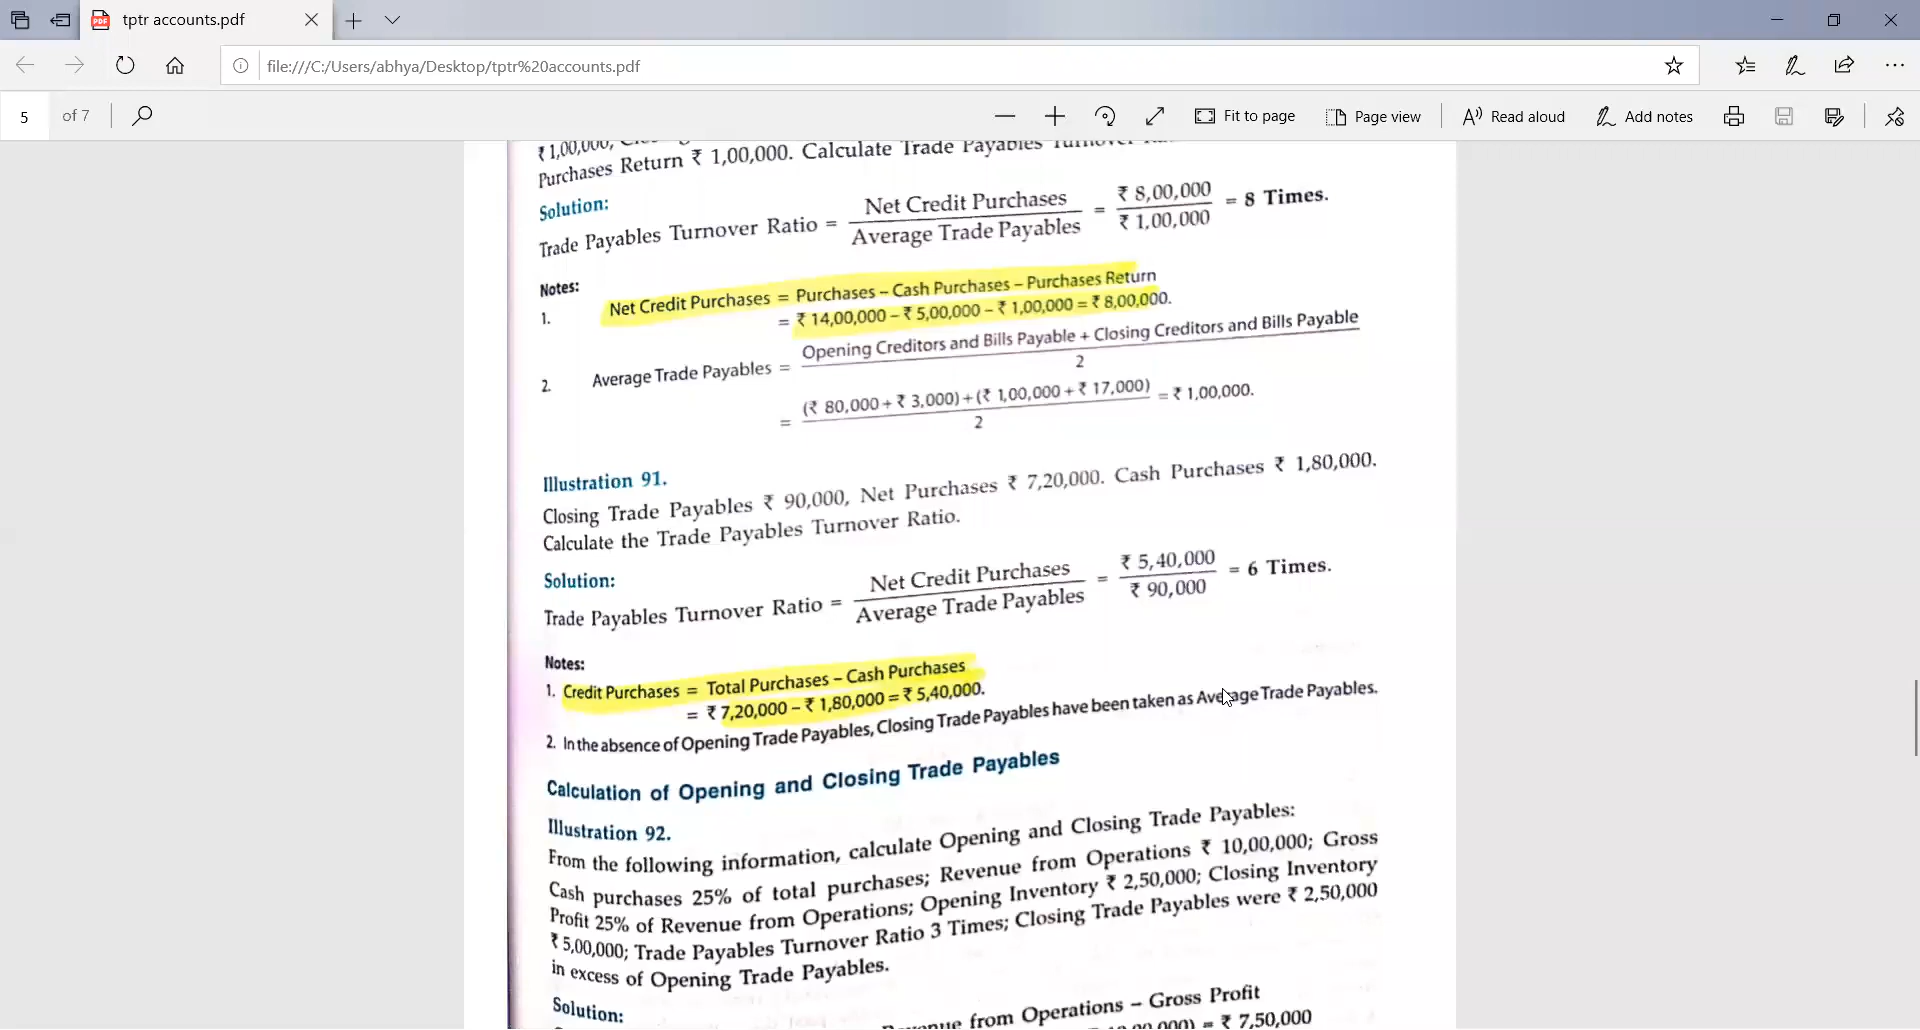 tptr accounts.pdf
file:///C:/Users/abhya/Desktop/tptr%20accounts.pdf
5 of 7 Fit to page Page view Read aloud Add notes
₹ 1,00,000,
Purchases Return ₹ 1,00,000. Calculate Trade Payables
Solution:
Trade Payables Turnover Ratio = Net Credit Purchases / Average Trade Payables = ₹ 8,00,000 / ₹ 1,00,000 = 8 Times.
Notes:
1. Net Credit Purchases = Purchases – Cash Purchases – Purchases Return
= ₹ 14,00,000 – ₹ 5,00,000 – ₹ 1,00,000 = ₹ 8,00,000.
2. Average Trade Payables = Opening Creditors and Bills Payable + Closing Creditors and Bills Payable / 2
= (₹ 80,000 + ₹ 3,000) + (₹ 1,00,000 + ₹ 17,000) / 2 = ₹ 1,00,000.
Illustration 91.
Closing Trade Payables ₹ 90,000, Net Purchases ₹ 7,20,000. Cash Purchases ₹ 1,80,000.
Calculate the Trade Payables Turnover Ratio.
Solution:
Trade Payables Turnover Ratio = Net Credit Purchases / Average Trade Payables = ₹ 5,40,000 / ₹ 90,000 = 6 Times.
Notes:
1. Credit Purchases = Total Purchases – Cash Purchases
= ₹ 7,20,000 – ₹ 1,80,000 = ₹ 5,40,000.
2. In the absence of Opening Trade Payables, Closing Trade Payables have been taken as Average Trade Payables.
Calculation of Opening and Closing Trade Payables
Illustration 92.
From the following information, calculate Opening and Closing Trade Payables:
Cash purchases 25% of total purchases; Revenue from Operations ₹ 10,00,000; Gross
Profit 25% of Revenue from Operations; Opening Inventory ₹ 2,50,000; Closing Inventory
₹ 5,00,000; Trade Payables Turnover Ratio 3 Times; Closing Trade Payables were ₹ 2,50,000
in excess of Opening Trade Payables.
Solution:
from Operations – Gross Profit
= ₹ 7,50,000